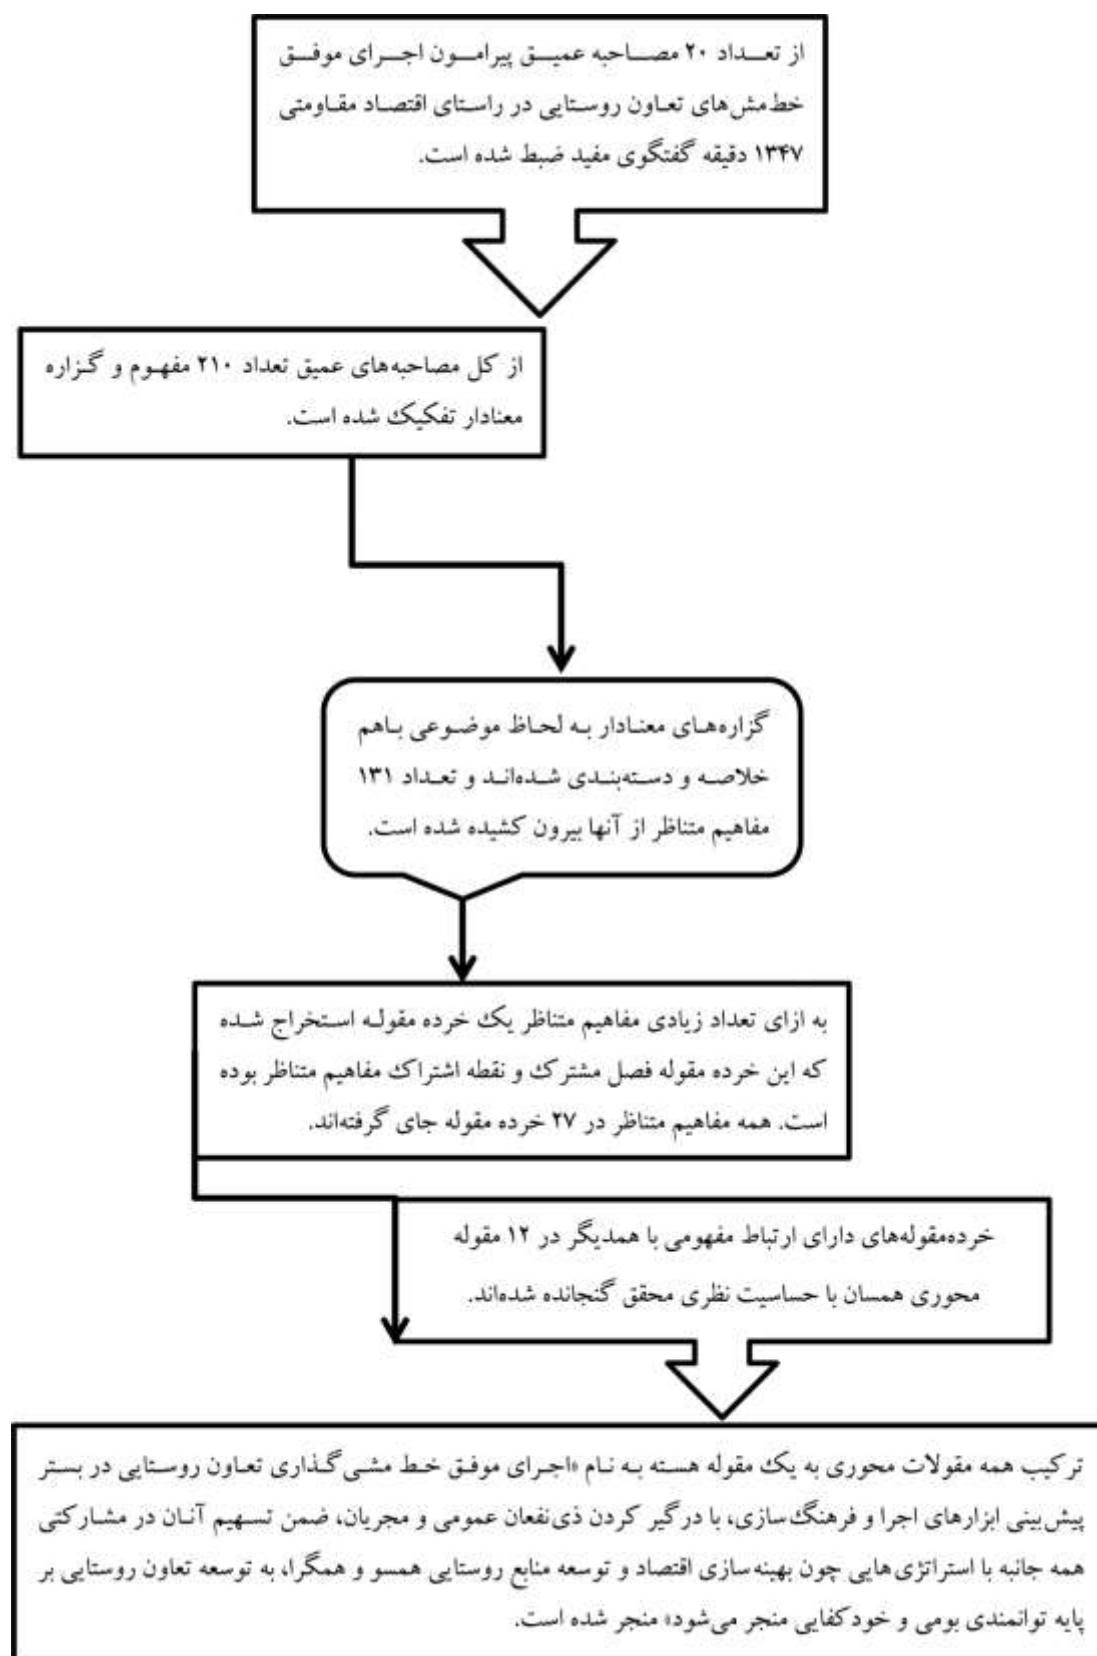 از تعداد ۲۰ مصاحبه عمیق پیرامون اجرای موفق
خط‌مش‌های تعاون روستایی در راستای اقتصاد مقاومتی
۱۳۴۷ دقیقه گفتگوی مفید ضبط شده است.
از کل مصاحبه‌های عمیق تعداد ۲۱۰ مفهوم و گزاره
معنادار تفکیک شده است.
گزاره‌های معنادار به لحاظ موضوعی باهم
خلاصه و دسته‌بندی شده‌اند و تعداد ۱۳۱
مفاهیم متناظر از آنها بیرون کشیده شده است.
به ازای تعداد زیادی مفاهیم متناظر یک خرده مقوله استخراج شده
که این خرده مقوله فصل مشترک و نقطه اشتراک مفاهیم متناظر بوده
است. همه مفاهیم متناظر در ۲۷ خرده مقوله جای گرفته‌اند.
خرده‌مقوله‌های دارای ارتباط مفهومی با همدیگر در ۱۲ مقوله
محوری همسان با حساسیت نظری محقق گنجانده شده‌اند.
ترکیب همه مقولات محوری به یک مقوله هسته به نام «اجرای موفق خط مشی‌گذاری تعاون روستایی در بستر
پیش‌بینی ابزارهای اجرا و فرهنگ‌سازی، با درگیر کردن ذی‌نفعان عمومی و مجریان، ضمن تسهیم آنان در مشارکتی
همه جانبه با استراتژی‌هایی چون بهینه‌سازی اقتصاد و توسعه منابع روستایی همسو و همگرا، به توسعه تعاون روستایی بر
پایه توانمندی بومی و خودکفایی منجر می‌شود» منجر شده است.